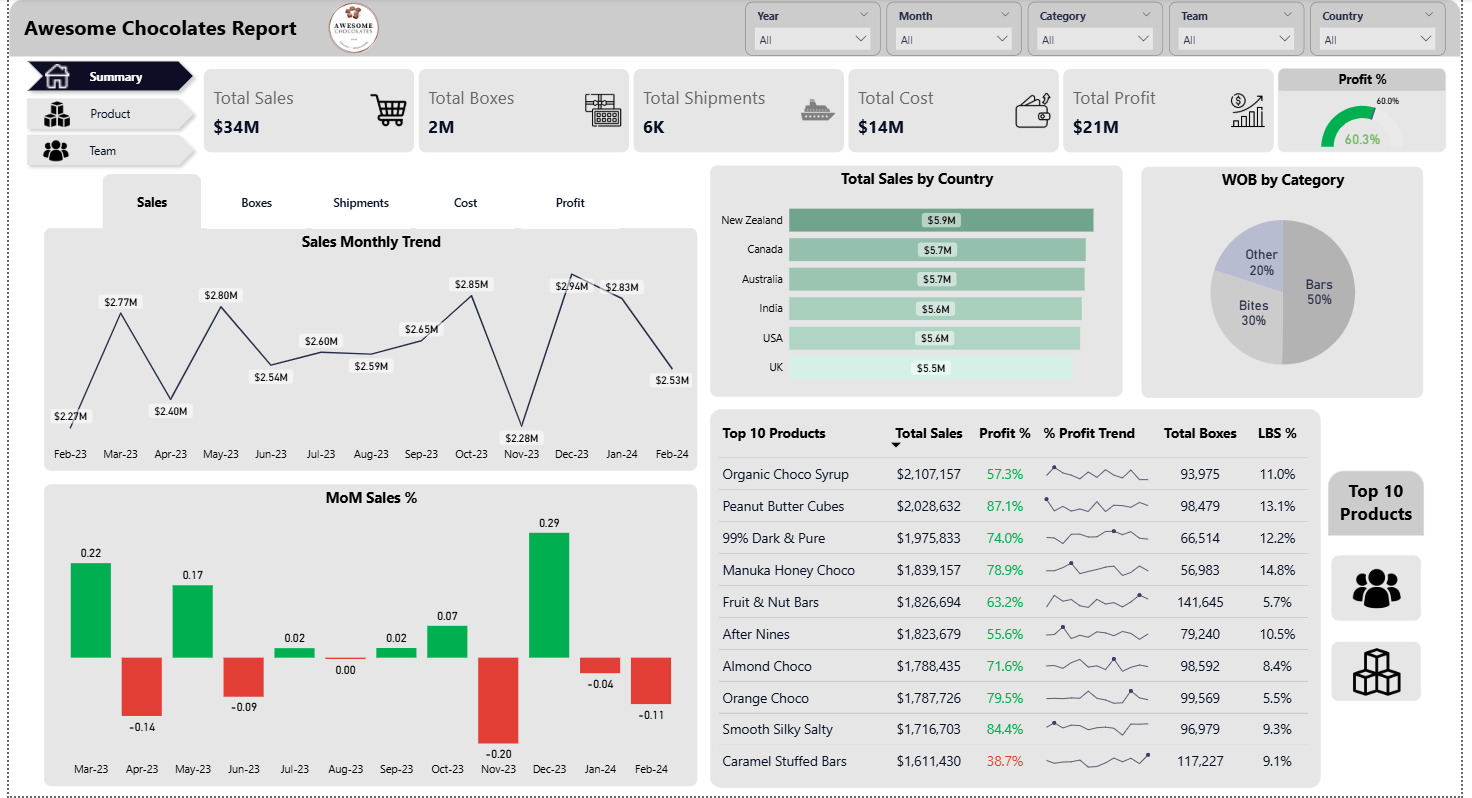 Awesome Chocolates Report
AWESOME
CHOCOLATES
Year
All
Month
All
Category
All
Team
All
Country
All
Summary
Product
Team
Total Sales
$34M
Total Boxes
2M
Total Shipments
6K
Total Cost
$14M
Total Profit
$21M
Profit %
60.0%
60.3%
Sales Boxes Shipments Cost Profit
Sales Monthly Trend
$2.27M
$2.77M
$2.40M
$2.80M
$2.54M
$2.60M
$2.59M
$2.65M
$2.85M
$2.28M
$2.94M
$2.83M
$2.53M
Feb-23 Mar-23 Apr-23 May-23 Jun-23 Jul-23 Aug-23 Sep-23 Oct-23 Nov-23 Dec-23 Jan-24 Feb-24
MoM Sales %
0.22
-0.14
0.17
-0.09
0.02
0.00
0.02
0.07
-0.20
0.29
-0.04
-0.11
Mar-23 Apr-23 May-23 Jun-23 Jul-23 Aug-23 Sep-23 Oct-23 Nov-23 Dec-23 Jan-24 Feb-24
Total Sales by Country
New Zealand $5.9M
Canada $5.7M
Australia $5.7M
India $5.6M
USA $5.6M
UK $5.5M
WOB by Category
Other
20%
Bites
30%
Bars
50%
Top 10 Products Total Sales Profit % % Profit Trend Total Boxes LBS %
Organic Choco Syrup $2,107,157 57.3% 93,975 11.0%
Peanut Butter Cubes $2,028,632 87.1% 98,479 13.1%
99% Dark & Pure $1,975,833 74.0% 66,514 12.2%
Manuka Honey Choco $1,839,157 78.9% 56,983 14.8%
Fruit & Nut Bars $1,826,694 63.2% 141,645 5.7%
After Nines $1,823,679 55.6% 79,240 10.5%
Almond Choco $1,788,435 71.6% 98,592 8.4%
Orange Choco $1,787,726 79.5% 99,569 5.5%
Smooth Silky Salty $1,716,703 84.4% 96,979 9.3%
Caramel Stuffed Bars $1,611,430 38.7% 117,227 9.1%
Top 10
Products